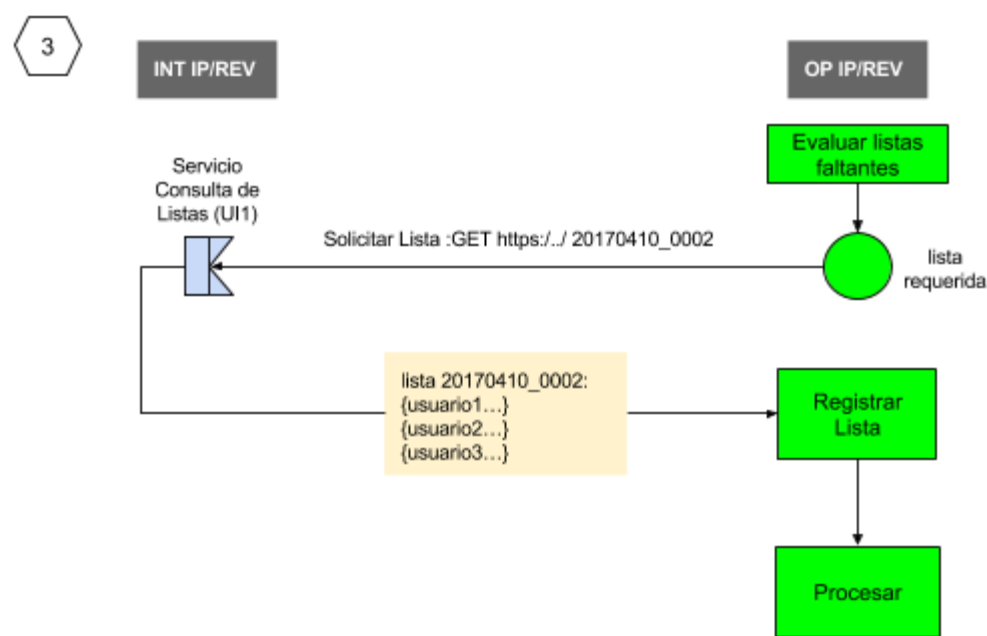 3
INT IP/REV
OP IP/REV
Evaluar listas
faltantes
Servicio
Consulta de
Listas (UI1)
Solicitar Lista :GET https:/../ 20170410_0002
lista
requerida
lista 20170410_0002:
{usuario1...}
{usuario2...}
{usuario3...}
Registrar
Lista
Procesar